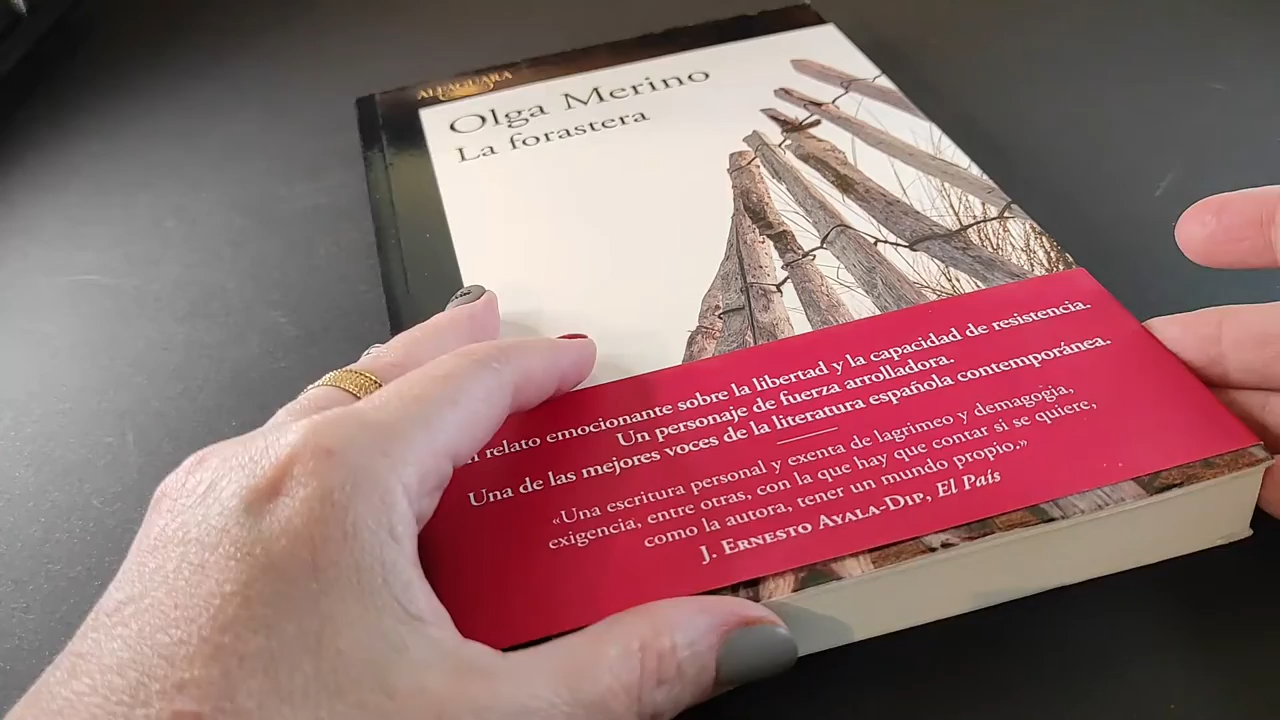 ALFAGUARA
Olga Merino
La forastera
relato emocionante sobre la libertad y la capacidad de resistencia.
Un personaje de fuerza arrolladora.
Una de las mejores voces de la literatura española contemporánea.
«Una escritura personal y exenta de lagrimeo y demagogia,
exigencia, entre otras, con la que hay que contar si se quiere,
como la autora, tener un mundo propio.»
J. ERNESTO AYALA-DIP, El País